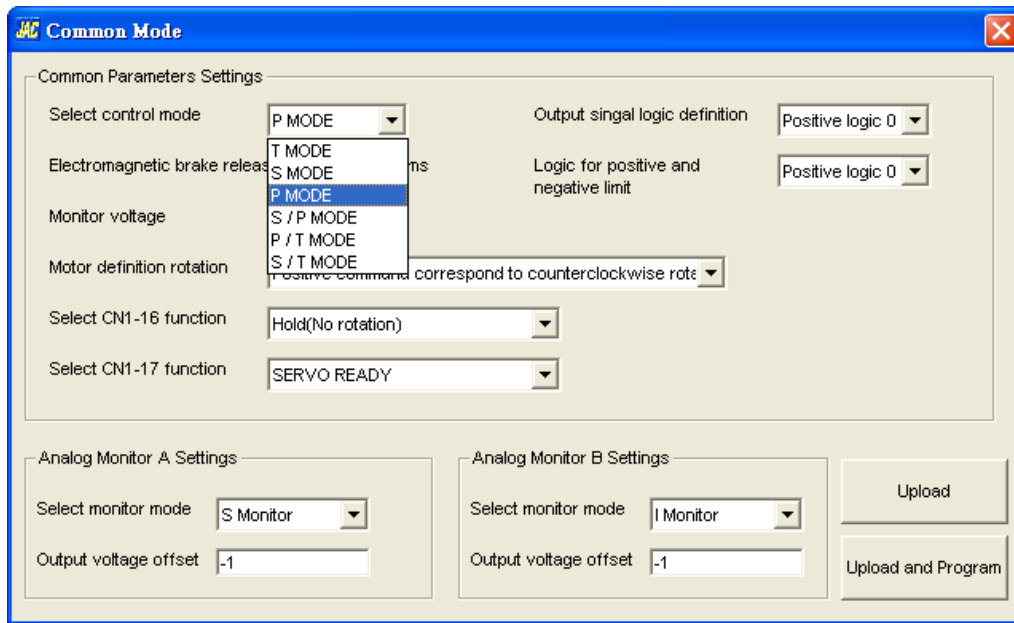 JAC Common Mode
Common Parameters Settings
Select control mode
P MODE
Output singal logic definition
Positive logic 0
T MODE
S MODE
P MODE
S / P MODE
P / T MODE
S / T MODE
Electromagnetic brake
Logic for positive and
negative limit
Positive logic 0
Monitor voltage
Motor definition rotation
command correspond to counterclockwise
Select CN1-16 function
Hold(No rotation)
Select CN1-17 function
SERVO READY
Analog Monitor A Settings
Select monitor mode
S Monitor
Output voltage offset
-1
Analog Monitor B Settings
Select monitor mode
I Monitor
Output voltage offset
-1
Upload
Upload and Program